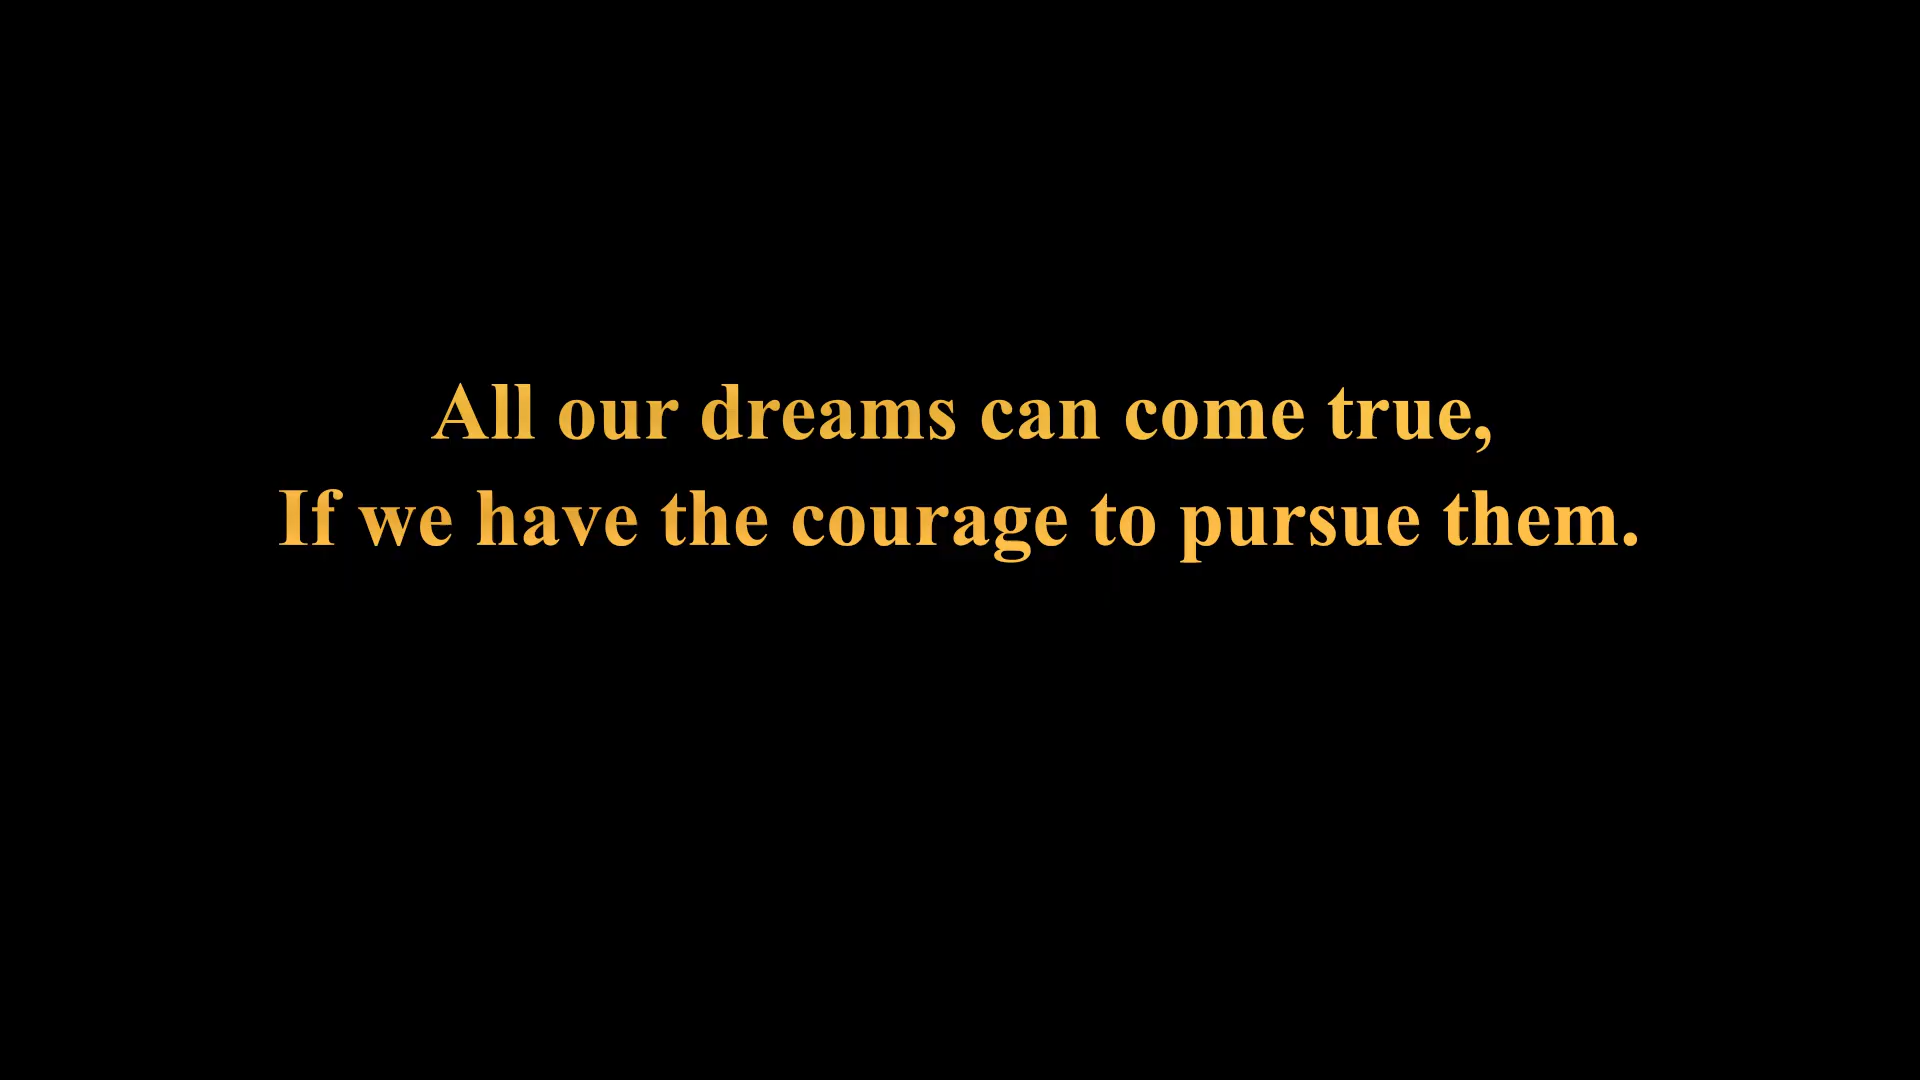 All our dreams can come true,
If we have the courage to pursue them.